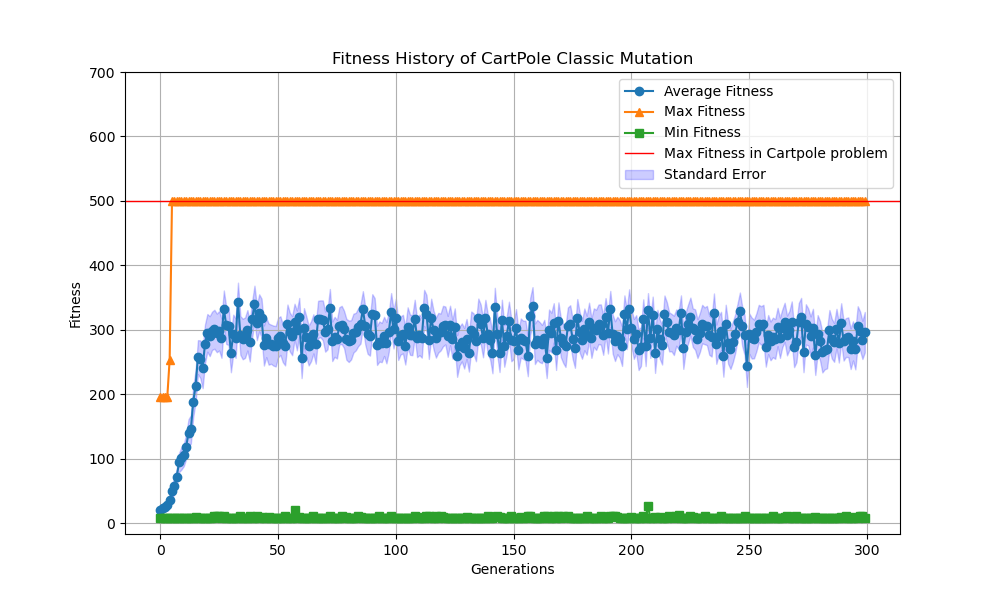 Fitness History of CartPole Classic Mutation
700
600
500
400
300
200
100
0
Fitness
Average Fitness
Max Fitness
Min Fitness
Max Fitness in Cartpole problem
Standard Error
0
50
100
150
200
250
300
Generations